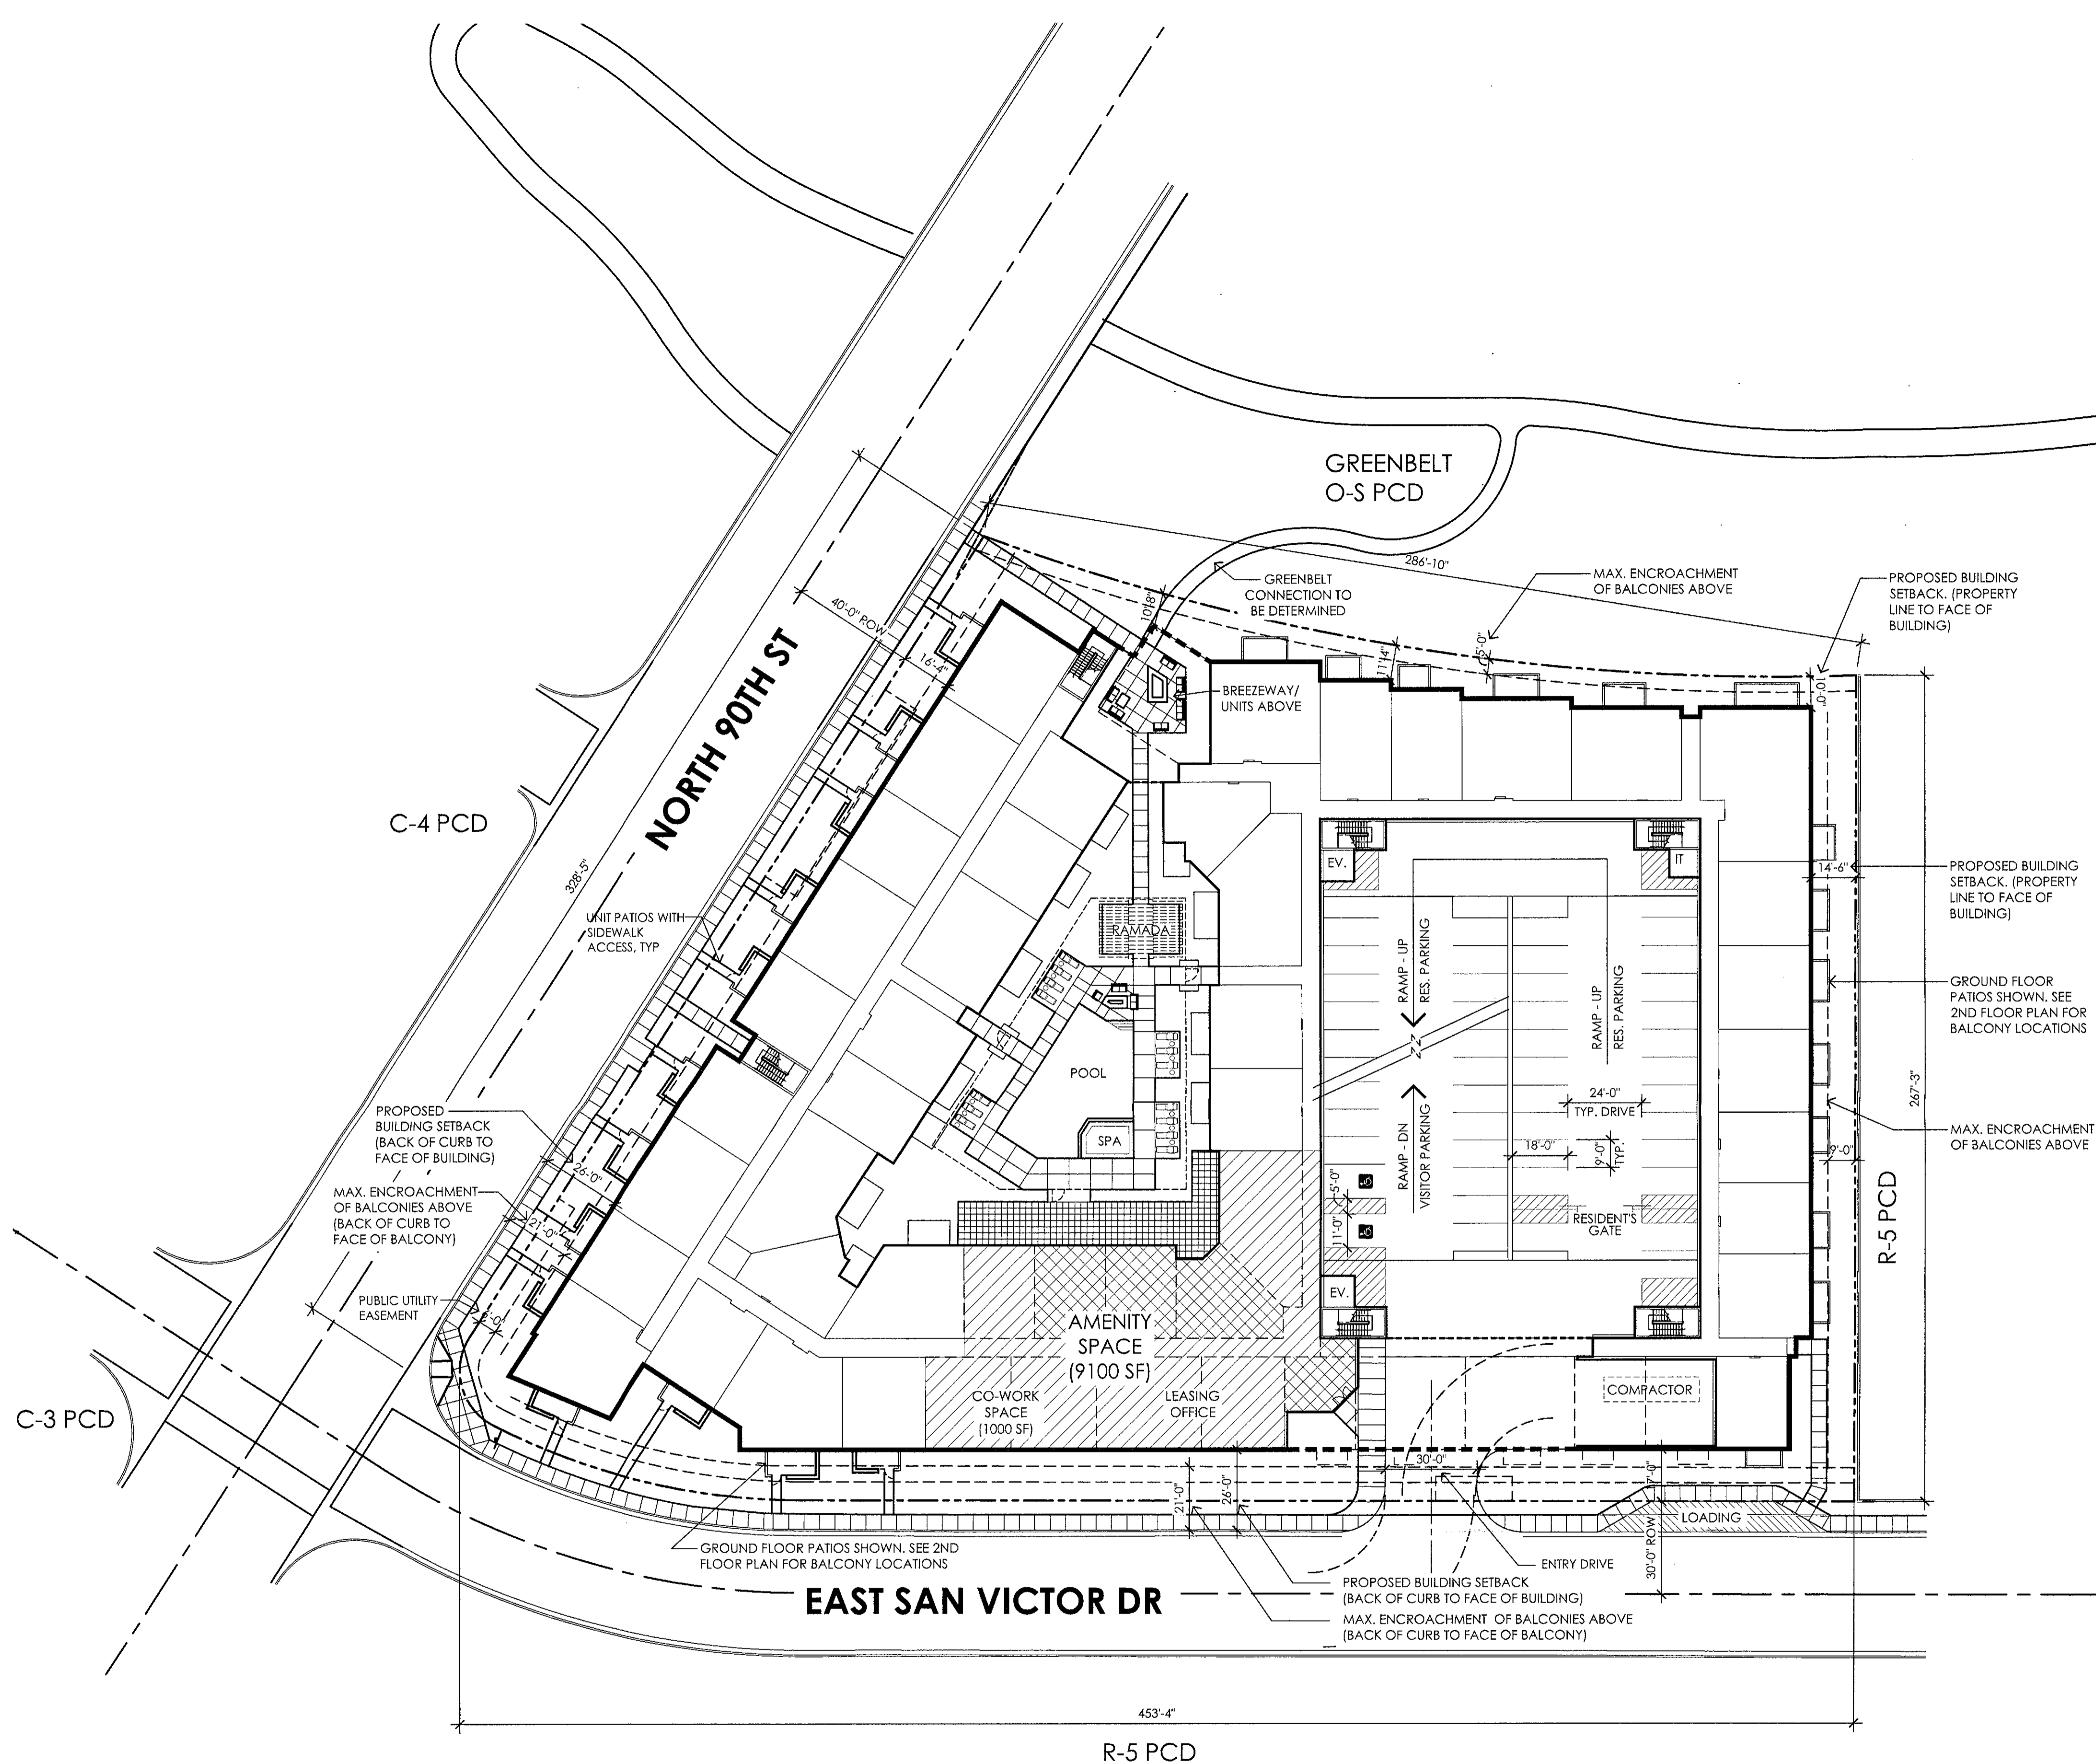 GREENBELT
O-S PCD
286'-10"
GREENBELT
CONNECTION TO
BE DETERMINED
MAX. ENCROACHMENT
OF BALCONIES ABOVE
PROPOSED BUILDING
SETBACK. (PROPERTY
LINE TO FACE OF
BUILDING)
40'-0" ROW
16'-4"
5'-0"
10'-0"
NORTH 90TH ST
BREEZEWAY/
UNITS ABOVE
C-4 PCD
328'-5"
EV.
IT
14'-6"
PROPOSED BUILDING
SETBACK. (PROPERTY
LINE TO FACE OF
BUILDING)
UNIT PATIOS WITH
SIDEWALK
ACCESS, TYP
RAMADA
RAMP - UP
RES. PARKING
RAMP - UP
RES. PARKING
GROUND FLOOR
PATIOS SHOWN. SEE
2ND FLOOR PLAN FOR
BALCONY LOCATIONS
POOL
SPA
RAMP - DN
VISITOR PARKING
24'-0"
TYP. DRIVE
18'-0"
9'-0"
TYP.
267'-3"
MAX. ENCROACHMENT
OF BALCONIES ABOVE
9'-0"
R-5 PCD
PROPOSED
BUILDING SETBACK
(BACK OF CURB TO
FACE OF BUILDING)
26'-0"
MAX. ENCROACHMENT
OF BALCONIES ABOVE
(BACK OF CURB TO
FACE OF BALCONY)
21'-0"
5'-0"
11'-0"
RESIDENT'S
GATE
PUBLIC UTILITY
EASEMENT
EV.
AMENITY
SPACE
(9100 SF)
CO-WORK
SPACE
(1000 SF)
LEASING
OFFICE
COMPACTOR
C-3 PCD
30'-0"
21'-0"
26'-0"
7'-0"
30'-0" ROW
LOADING
GROUND FLOOR PATIOS SHOWN. SEE 2ND
FLOOR PLAN FOR BALCONY LOCATIONS
ENTRY DRIVE
EAST SAN VICTOR DR
PROPOSED BUILDING SETBACK
(BACK OF CURB TO FACE OF BUILDING)
MAX. ENCROACHMENT OF BALCONIES ABOVE
(BACK OF CURB TO FACE OF BALCONY)
453'-4"
R-5 PCD